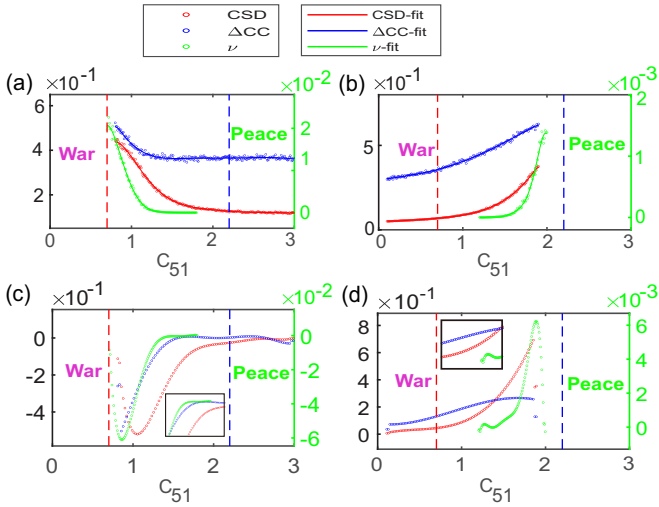 CSD CSD-fit
ΔCC ΔCC-fit
ν ν-fit
(a) ×10⁻¹ ×10⁻²
6
4
2
2
1
0
War Peace
0 1 2 3
C₅₁
(b) ×10⁻¹ ×10⁻³
5
0
2
1
0
War Peace
0 1 2 3
C₅₁
(c) ×10⁻¹ ×10⁻²
0
-2
-4
0
-2
-4
-6
War Peace
0 1 2 3
C₅₁
(d) ×10⁻¹ ×10⁻³
8
6
4
2
0
6
4
2
0
War Peace
0 1 2 3
C₅₁